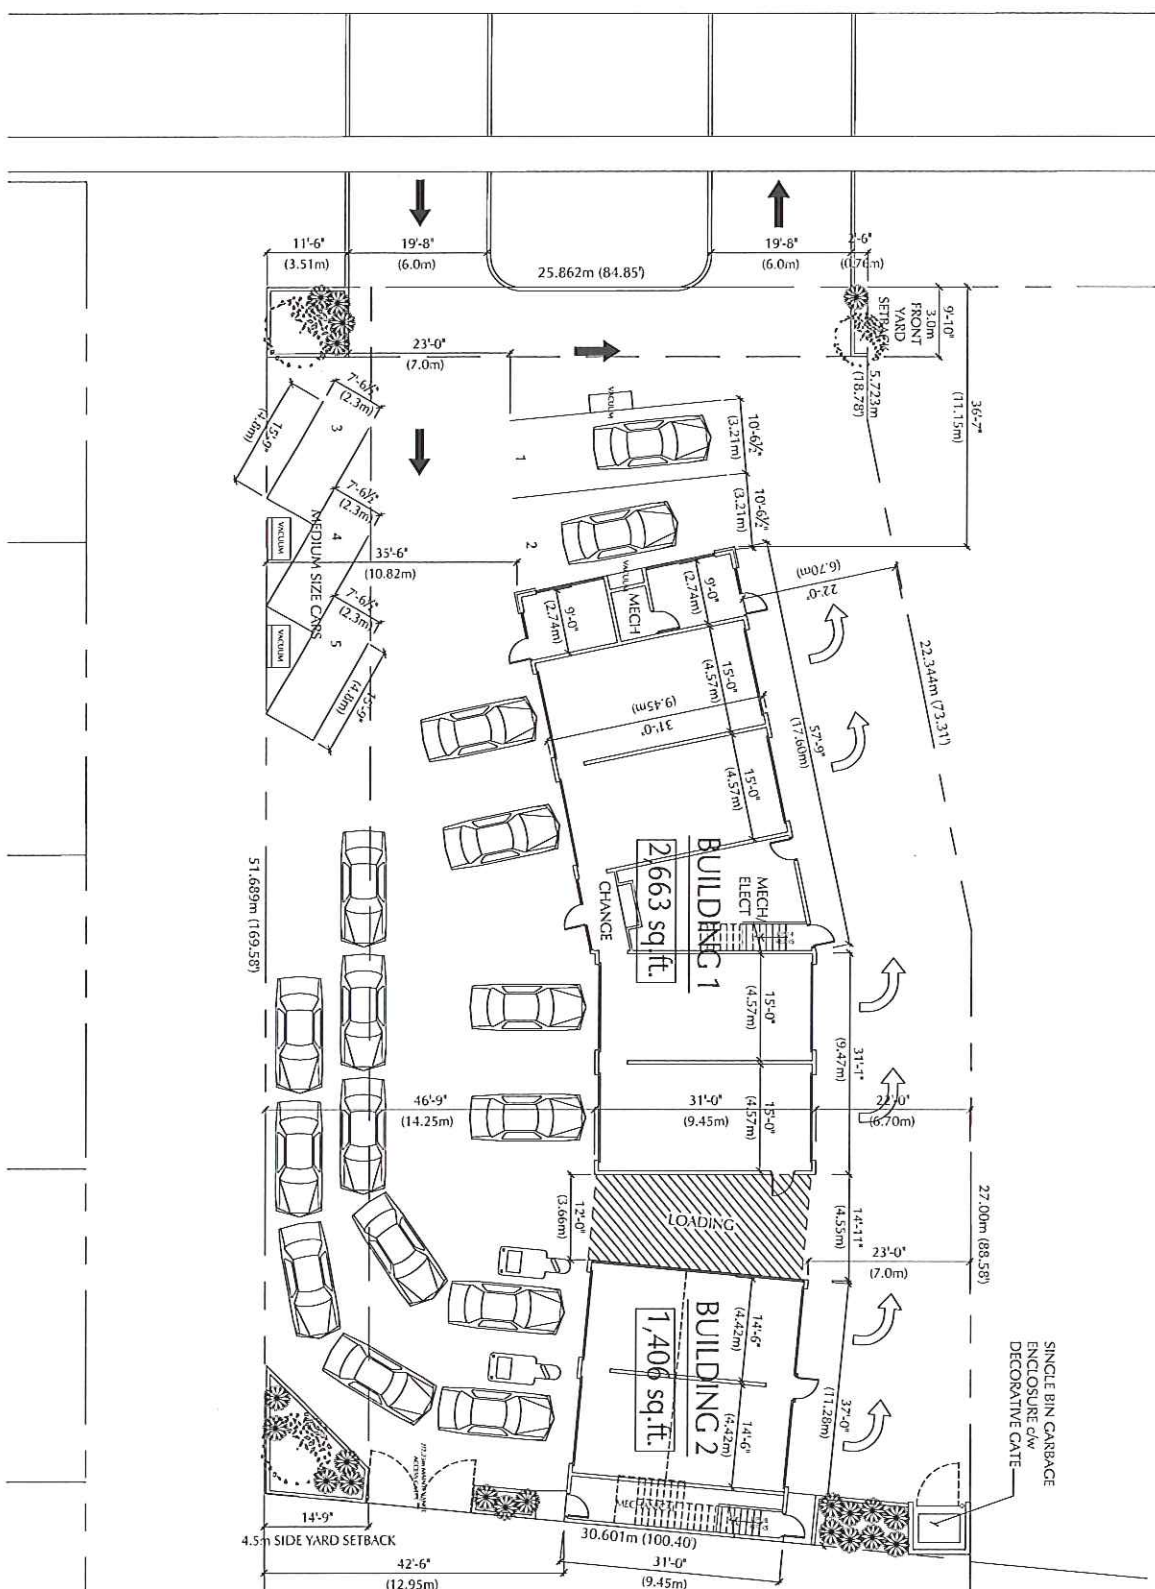 11'-6"
(3.51m)
19'-8"
(6.0m)
25.862m (84.85')
19'-8"
(6.0m)
2'-6"
(0.76m)
9'-10"
3.0m
FRONT
YARD
SETBACK
23'-0"
(7.0m)
5.723m
(18.78')
36'-7"
(11.15m)
7'-6½"
(2.3m)
3
15'-9"
(4.8m)
VACUUM
1
10'-6½"
(3.21m)
7'-6½"
(2.3m)
4
VACUUM
MEDIUM SIZE CARS
2
10'-6½"
(3.21m)
35'-6"
(10.82m)
7'-6½"
(2.3m)
5
VACUUM
15'-9"
(4.8m)
VACUUM
MECH
9'-0"
(2.74m)
9'-0"
(2.74m)
22'-0"
(6.70m)
22.344m (73.31')
15'-0"
(4.57m)
31'-0"
(9.45m)
57'-9"
(17.60m)
15'-0"
(4.57m)
BUILDING 1
2,663 sq.ft.
MECH/
ELECT
CHANGE
51.689m (169.58')
15'-0"
(4.57m)
31'-1"
(9.47m)
46'-9"
(14.25m)
31'-0"
(9.45m)
15'-0"
(4.57m)
22'-0"
(6.70m)
12'-0"
(3.66m)
LOADING
14'-11"
(4.55m)
27.00m (88.58')
23'-0"
(7.0m)
BUILDING 2
1,406 sq.ft.
14'-6"
(4.42m)
14'-6"
(4.42m)
37'-0"
(11.28m)
SINGLE BIN GARBAGE
ENCLOSURE c/w
DECORATIVE GATE
14'-9"
4.5m SIDE YARD SETBACK
30.601m (100.40')
42'-6"
(12.95m)
31'-0"
(9.45m)